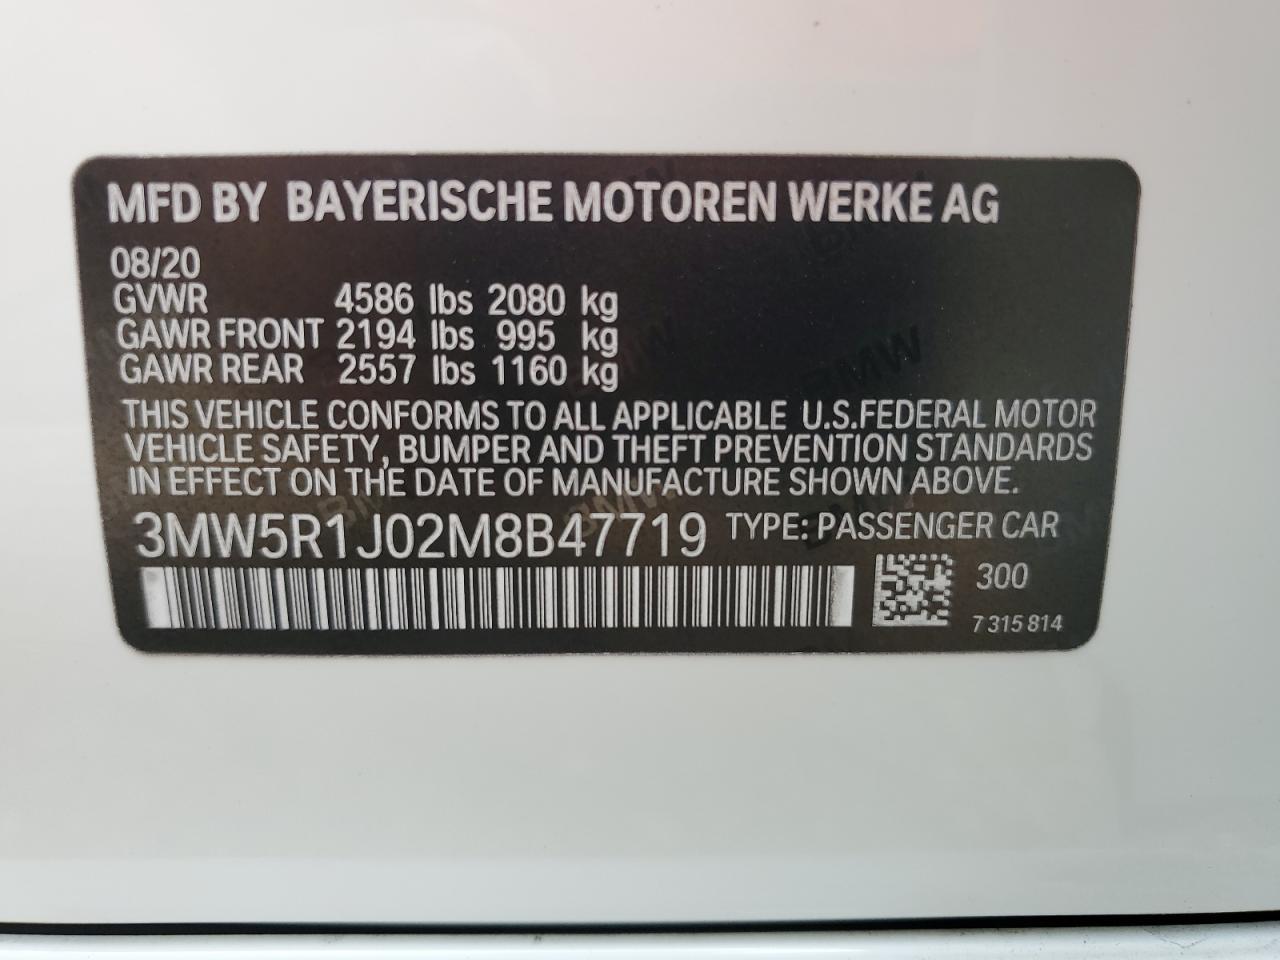 MFD BY BAYERISCHE MOTOREN WERKE AG
08/20
GVWR 4586 lbs 2080 kg
GAWR FRONT 2194 lbs 995 kg
GAWR REAR 2557 lbs 1160 kg
THIS VEHICLE CONFORMS TO ALL APPLICABLE U.S.FEDERAL MOTOR
VEHICLE SAFETY, BUMPER AND THEFT PREVENTION STANDARDS
IN EFFECT ON THE DATE OF MANUFACTURE SHOWN ABOVE.
3MW5R1J02M8B47719 TYPE: PASSENGER CAR
300
7 315 814